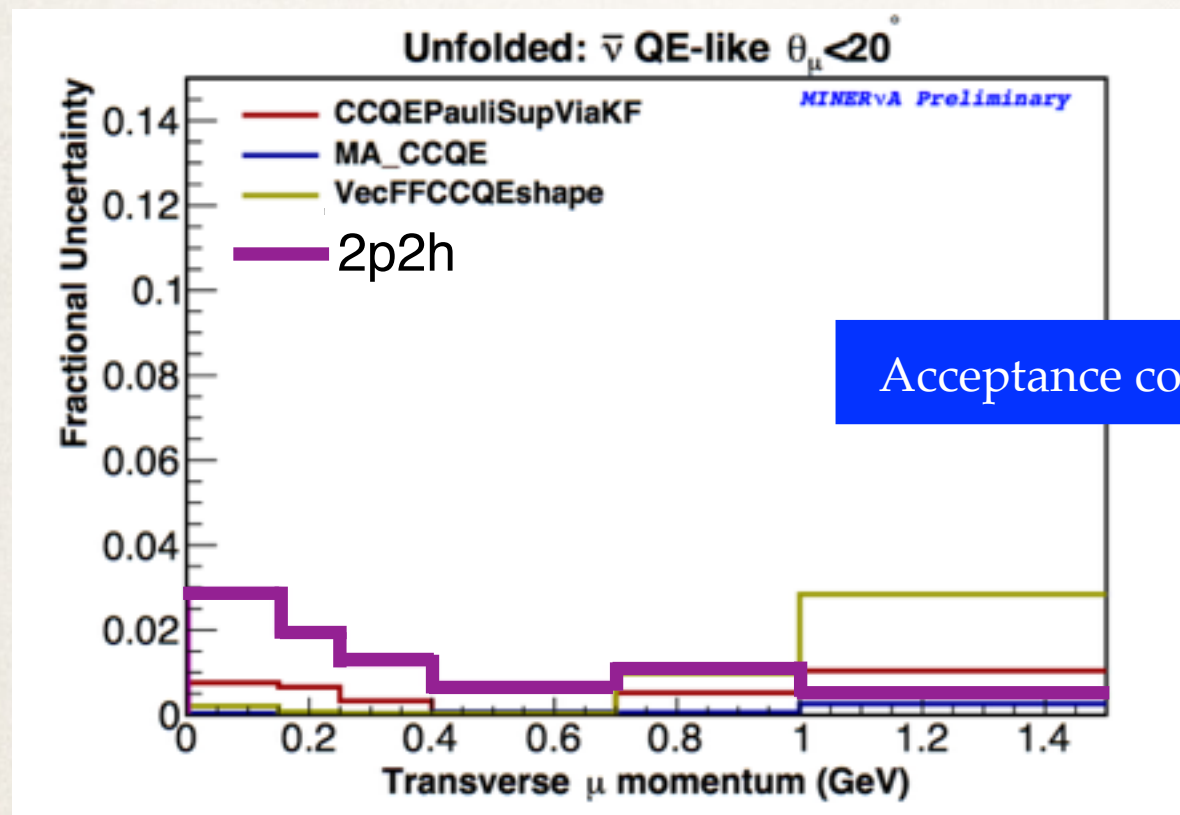 Unfolded: ν̅ QE-like θμ<20°
MINERνA Preliminary
CCQEPauliSupViaKF
MA_CCQE
VecFFCCQEshape
2p2h
Fractional Uncertainty
0.14
0.12
0.1
0.08
0.06
0.04
0.02
0
Acceptance co
0 0.2 0.4 0.6 0.8 1 1.2 1.4
Transverse μ momentum (GeV)